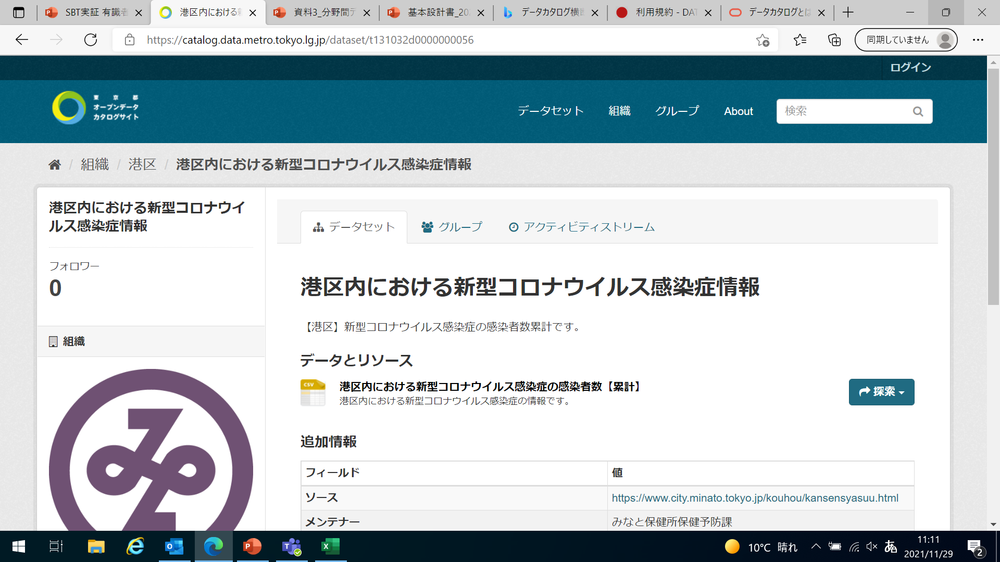 SBT実証 有識者
港区内における新
資料3_分野間デ
基本設計書_20
データカタログ横断
利用規約 - DAT
データカタログとは
https://catalog.data.metro.tokyo.lg.jp/dataset/t131032d0000000056
同期していません
ログイン
東京都
オープンデータ
カタログサイト
データセット 組織 グループ About 検索
/ 組織 / 港区 / 港区内における新型コロナウイルス感染症情報
港区内における新型コロナウイ
ルス感染症情報
フォロワー
0
組織
データセット グループ アクティビティストリーム
港区内における新型コロナウイルス感染症情報
【港区】新型コロナウイルス感染症の感染者数累計です。
データとリソース
CSV
港区内における新型コロナウイルス感染症の感染者数【累計】
港区内における新型コロナウイルス感染症の情報です。
探索
追加情報
フィールド 値
ソース https://www.city.minato.tokyo.jp/kouhou/kansensyasuu.html
メンテナー みなと保健所保健予防課
10°C 晴れ
あ
11:11
2021/11/29
2